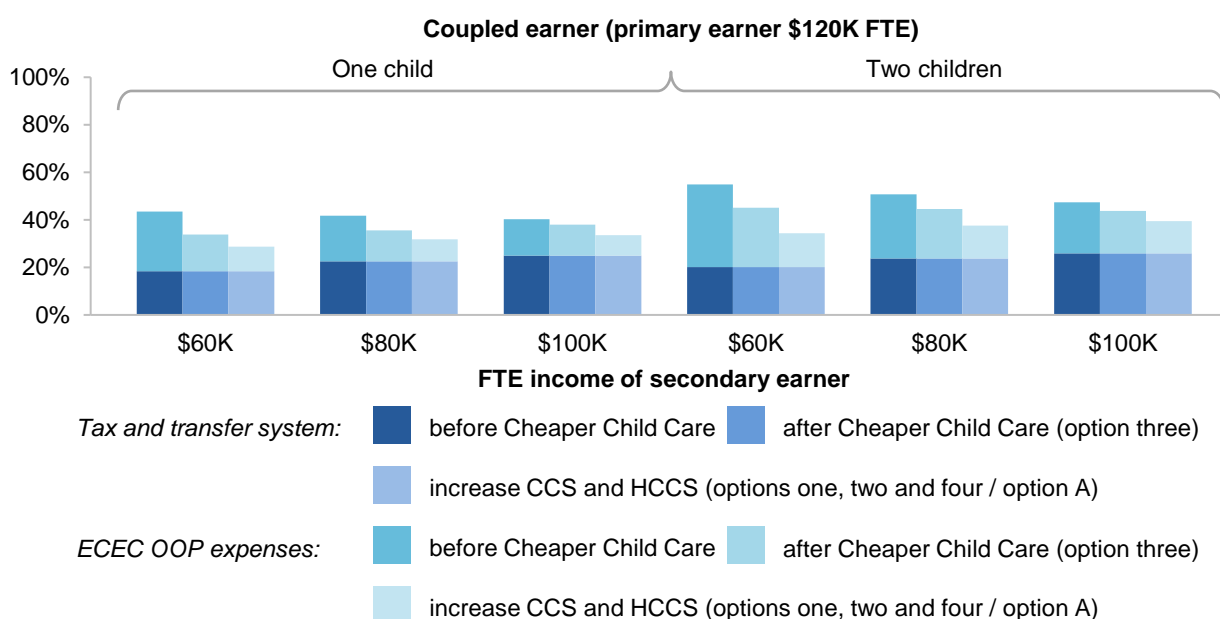 Coupled earner (primary earner $120K FTE)
One child Two children
100%
80%
60%
40%
20%
0%
$60K $80K $100K $60K $80K $100K
FTE income of secondary earner
Tax and transfer system: before Cheaper Child Care after Cheaper Child Care (option three)
increase CCS and HCCS (options one, two and four / option A)
ECEC OOP expenses: before Cheaper Child Care after Cheaper Child Care (option three)
increase CCS and HCCS (options one, two and four / option A)